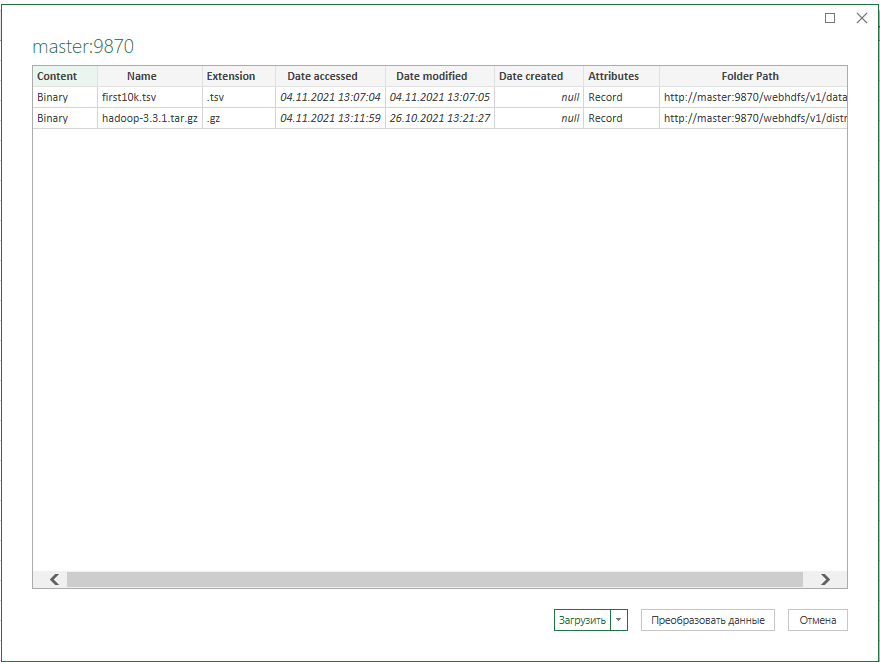 master:9870
Content Name Extension Date accessed Date modified Date created Attributes Folder Path
Binary first10k.tsv .tsv 04.11.2021 13:07:04 04.11.2021 13:07:05 null Record http://master:9870/webhdfs/v1/data
Binary hadoop-3.3.1.tar.gz .gz 04.11.2021 13:11:59 26.10.2021 13:21:27 null Record http://master:9870/webhdfs/v1/distr
Загрузить Преобразовать данные Отмена